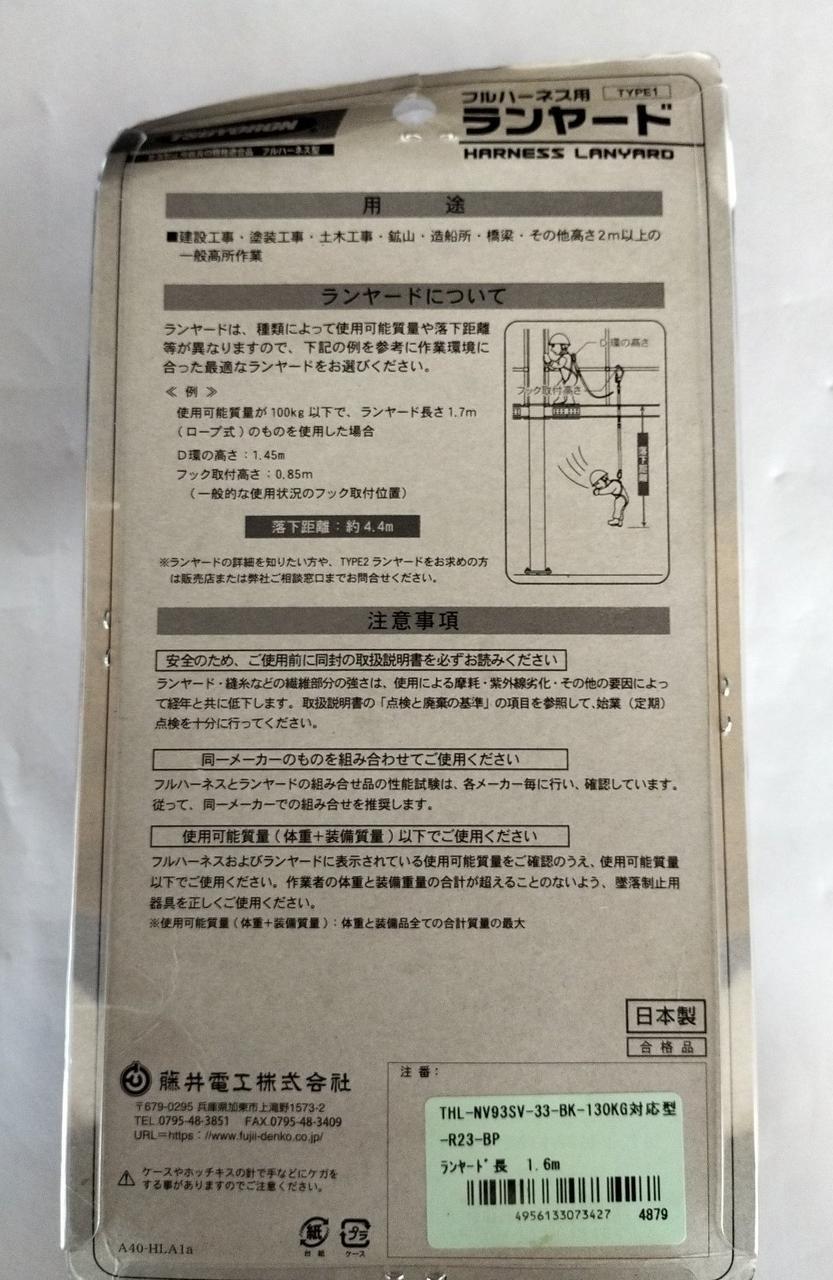 フルハーネス用 TYPE1
ランヤード
HARNESS LANYARD
TSUYORON
フルハーネス型
用 途
■建設工事・塗装工事・土木工事・鉱山・造船所・橋梁・その他高さ2m以上の
一般高所作業
ランヤードについて
ランヤードは、種類によって使用可能質量や落下距離
等が異なりますので、下記の例を参考に作業環境に
合った最適なランヤードをお選びください。
≪ 例 ≫
使用可能質量が100kg以下で、ランヤード長さ1.7m
(ロープ式)のものを使用した場合
D環の高さ：1.45m
フック取付高さ：0.85m
(一般的な使用状況のフック取付位置)
落下距離：約4.4m
※ランヤードの詳細を知りたい方や、TYPE2ランヤードをお求めの方
は販売店または弊社ご相談窓口までお問合せください。
D環の高さ
フック取付高さ
落下距離
注意事項
安全のため、ご使用前に同封の取扱説明書を必ずお読みください
ランヤード・縫糸などの繊維部分の強さは、使用による摩耗・紫外線劣化・その他の要因によっ
て経年と共に低下します。取扱説明書の「点検と廃棄の基準」の項目を参照して、始業（定期）
点検を十分に行ってください。
同一メーカーのものを組み合わせてご使用ください
フルハーネスとランヤードの組み合せ品の性能試験は、各メーカー毎に行い、確認しています。
従って、同一メーカーでの組み合せを推奨します。
使用可能質量(体重＋装備質量)以下でご使用ください
フルハーネスおよびランヤードに表示されている使用可能質量をご確認のうえ、使用可能質量
以下でご使用ください。作業者の体重と装備重量の合計が超えることのないよう、墜落制止用
器具を正しくご使用ください。
※使用可能質量(体重＋装備質量)：体重と装備品全ての合計質量の最大
日本製
合格品
藤井電工株式会社
〒679-0295 兵庫県加東市上滝野1573-2
TEL.0795-48-3851 FAX.0795-48-3409
URL＝https：//www.fujii-denko.co.jp/
ケースやホッチキスの針で手などにケガを
する事がありますのでご注意ください。
A40-HLA1a
紙
台紙
プラ
ケース
注番：
THL-NV93SV-33-BK-130KG対応型
-R23-BP
ﾗﾝﾔｰﾄﾞ長 1.6m
4956133073427 4879